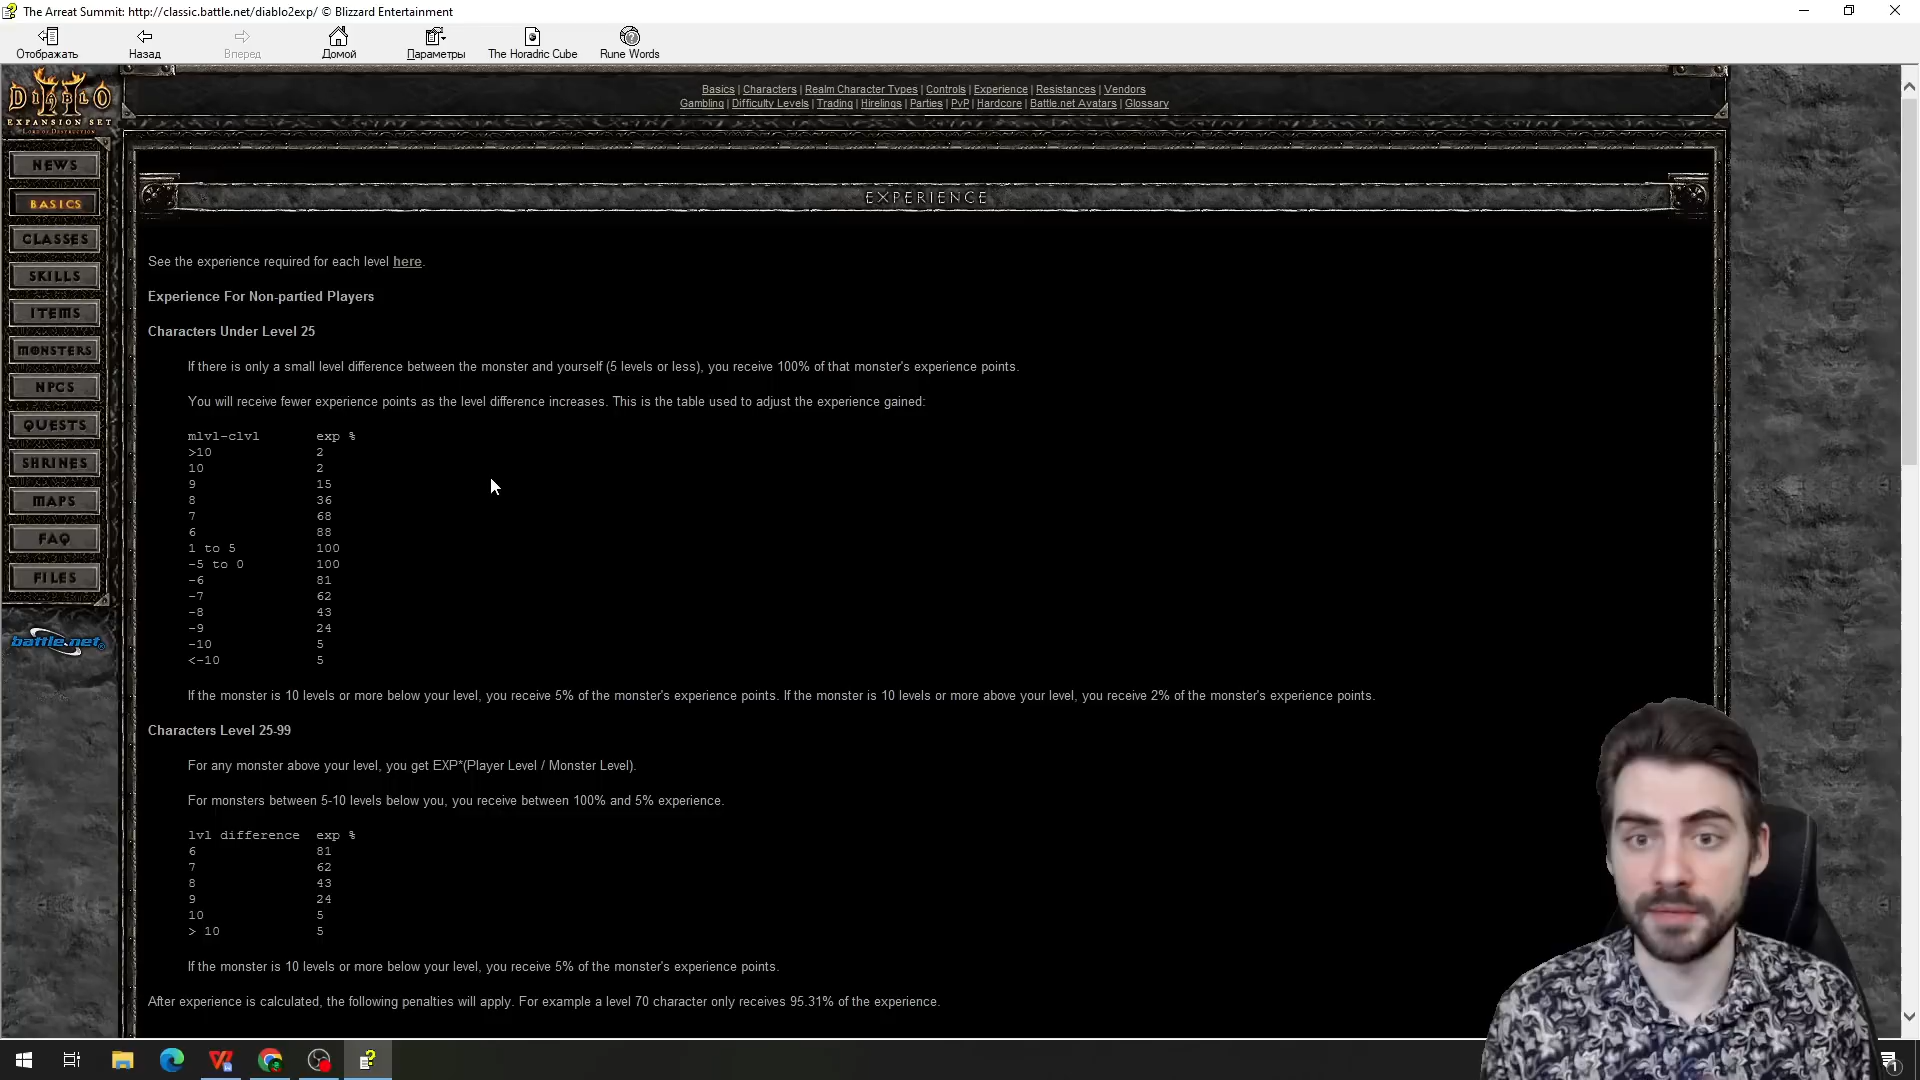 The Arreat Summit: http://classic.battle.net/diablo2exp/ © Blizzard Entertainment
Отображать Назад Вперед Домой Параметры The Horadric Cube Rune Words
DIABLO II
EXPANSION SET
LORD OF DESTRUCTION
Basics | Characters | Realm Character Types | Controls | Experience | Resistances | Vendors
Gambling | Difficulty Levels | Trading | Hirelings | Parties | PvP | Hardcore | Battle.net Avatars | Glossary
NEWS
BASICS
CLASSES
SKILLS
ITEMS
MONSTERS
NPCS
QUESTS
SHRINES
MAPS
FAQ
FILES
battle.net
EXPERIENCE
See the experience required for each level here.
Experience For Non-partied Players
Characters Under Level 25
If there is only a small level difference between the monster and yourself (5 levels or less), you receive 100% of that monster's experience points.
You will receive fewer experience points as the level difference increases. This is the table used to adjust the experience gained:
mlvl-clvl exp %
>10 2
10 2
9 15
8 36
7 68
6 88
1 to 5 100
-5 to 0 100
-6 81
-7 62
-8 43
-9 24
-10 5
<-10 5
If the monster is 10 levels or more below your level, you receive 5% of the monster's experience points. If the monster is 10 levels or more above your level, you receive 2% of the monster's experience points.
Characters Level 25-99
For any monster above your level, you get EXP*(Player Level / Monster Level).
For monsters between 5-10 levels below you, you receive between 100% and 5% experience.
lvl difference exp %
6 81
7 62
8 43
9 24
10 5
> 10 5
If the monster is 10 levels or more below your level, you receive 5% of the monster's experience points.
After experience is calculated, the following penalties will apply. For example a level 70 character only receives 95.31% of the experience.
1